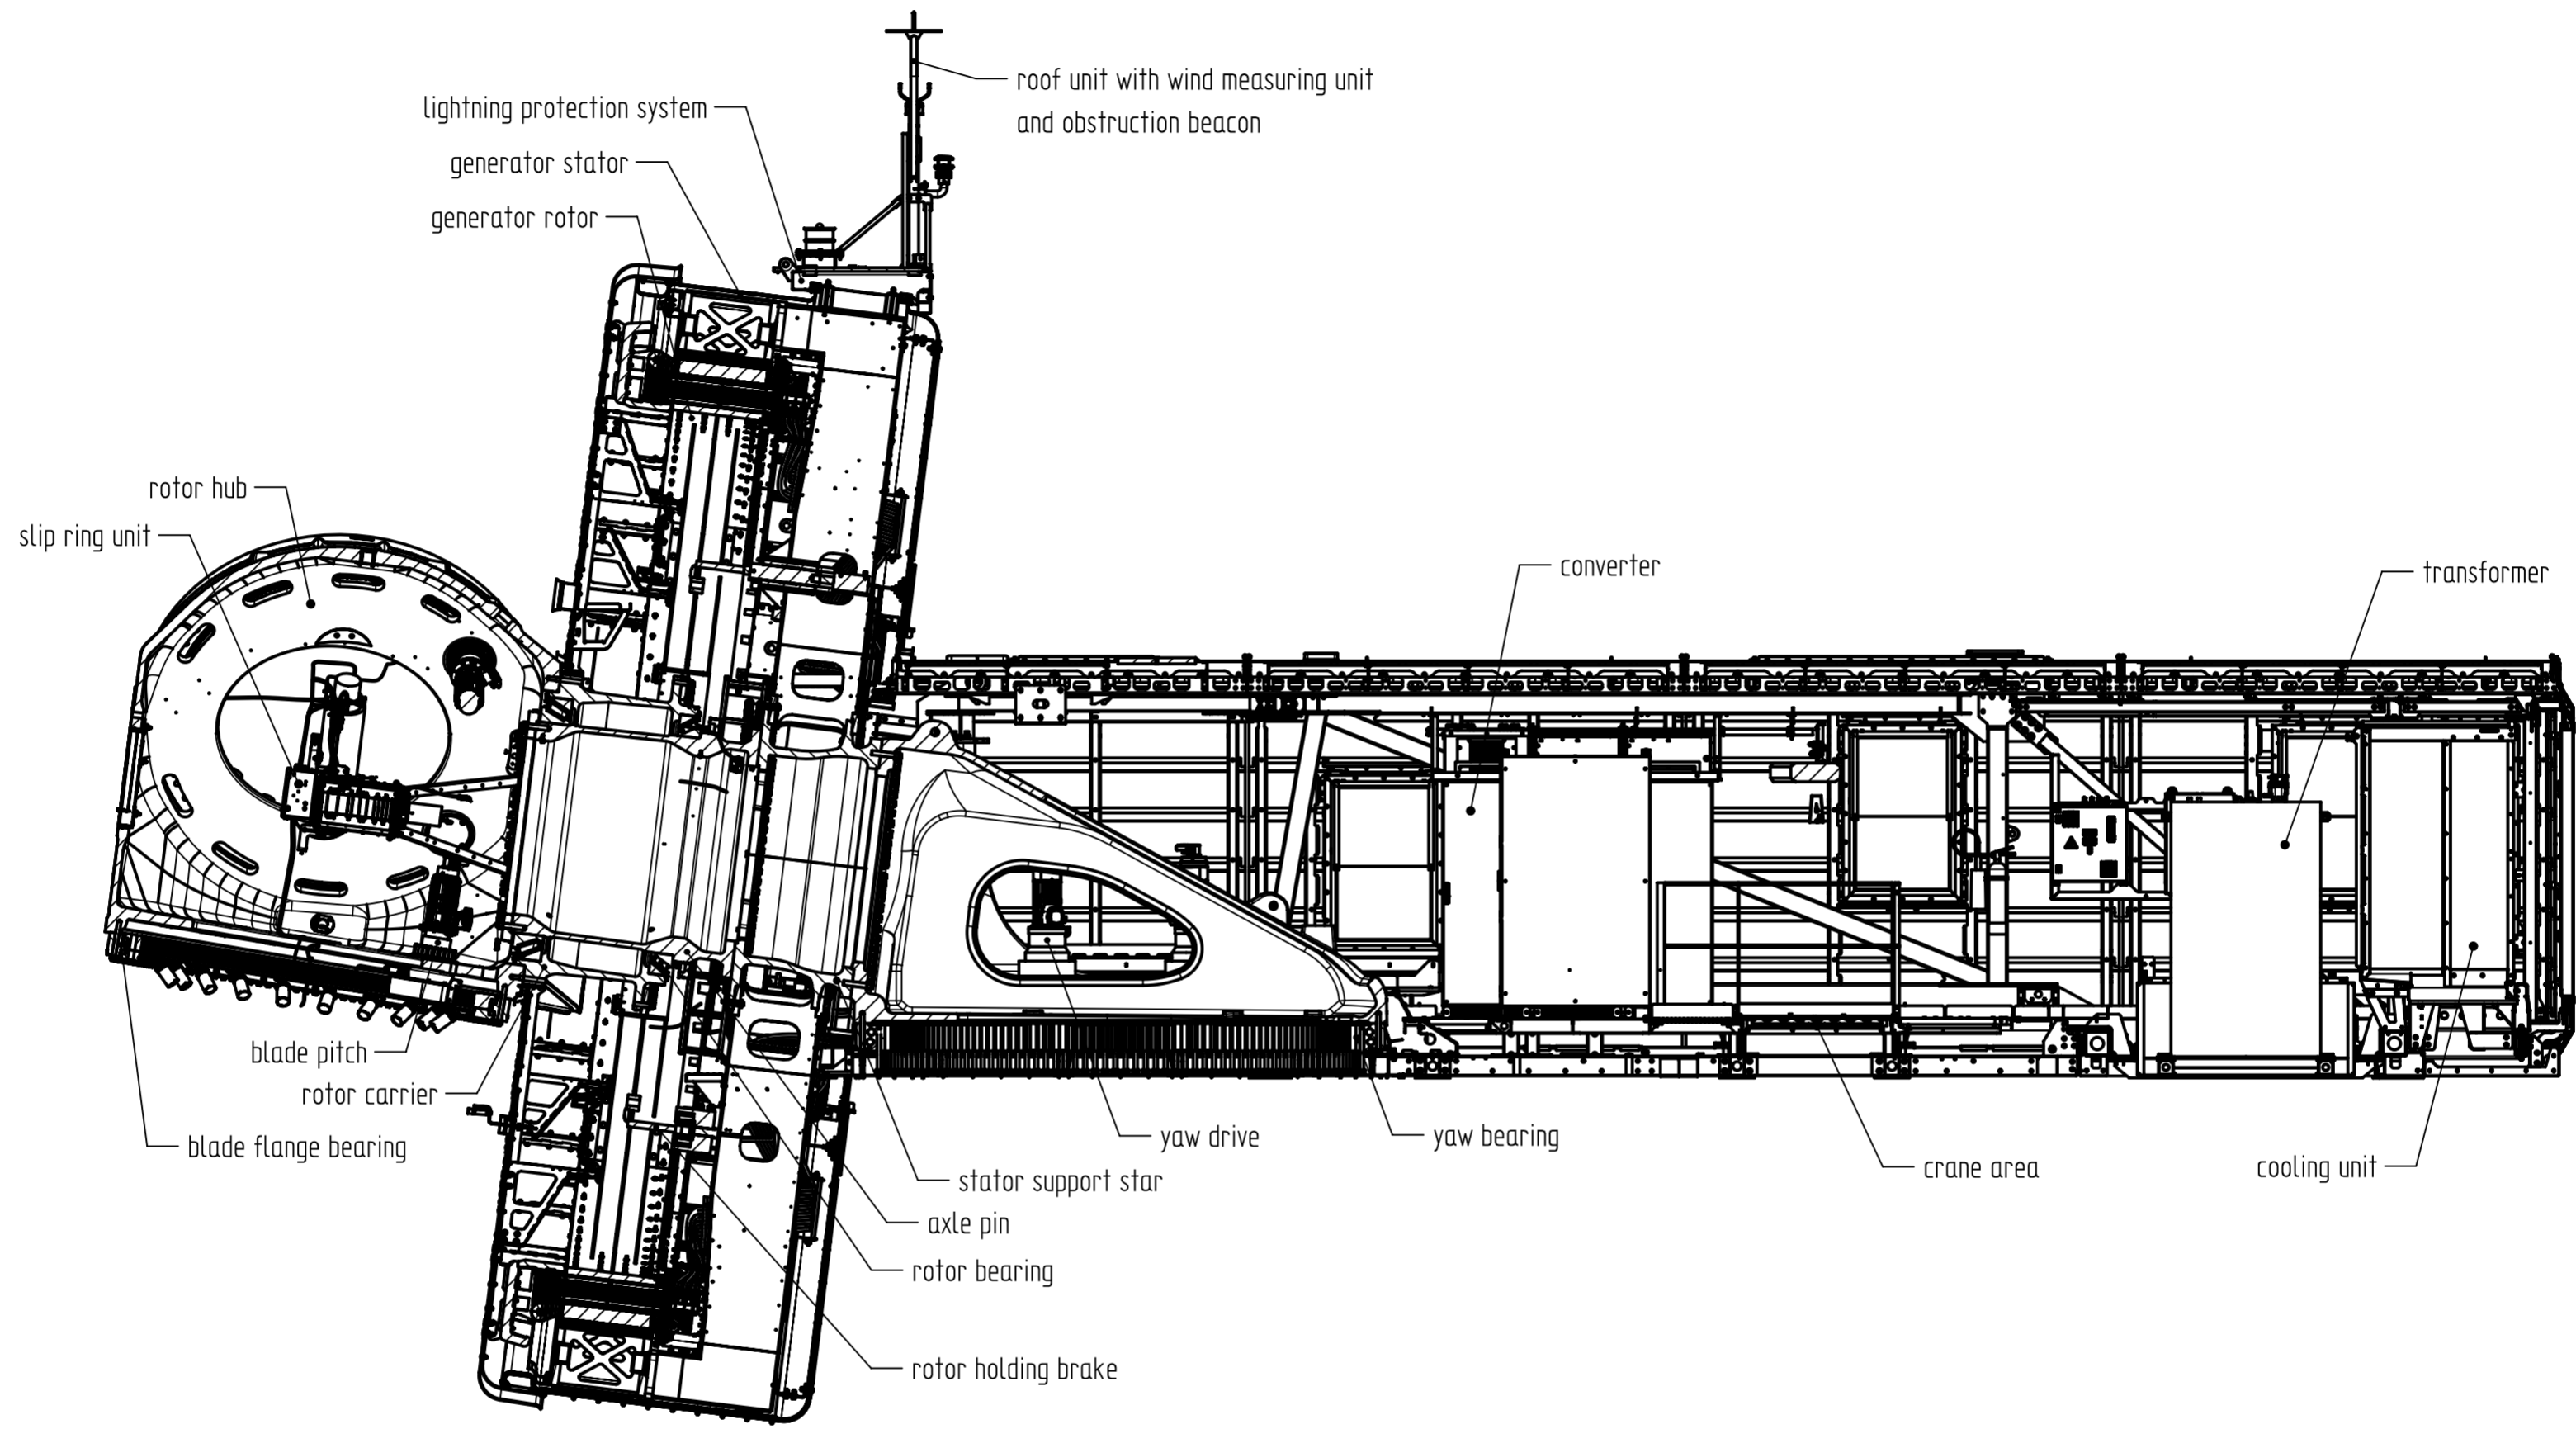 roof unit with wind measuring unit
and obstruction beacon
lightning protection system
generator stator
generator rotor
rotor hub
slip ring unit
converter
transformer
blade pitch
rotor carrier
blade flange bearing
yaw drive
yaw bearing
stator support star
crane area
cooling unit
axle pin
rotor bearing
rotor holding brake